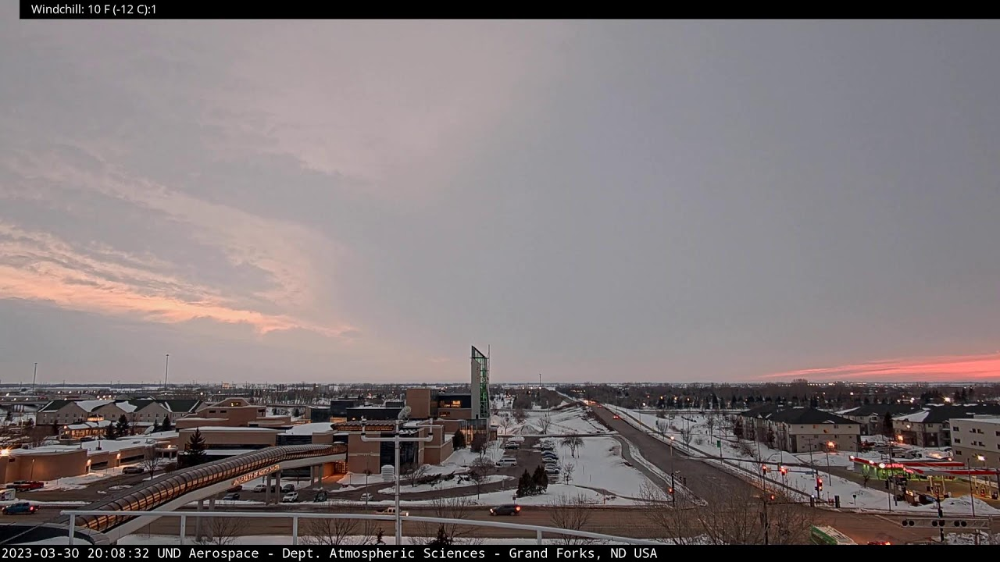 Windchill: 10 F (-12 C):1
UNIVERSITY OF NORTH DAKOTA
2023-03-30 20:08:32 UND Aerospace - Dept. Atmospheric Sciences - Grand Forks, ND USA